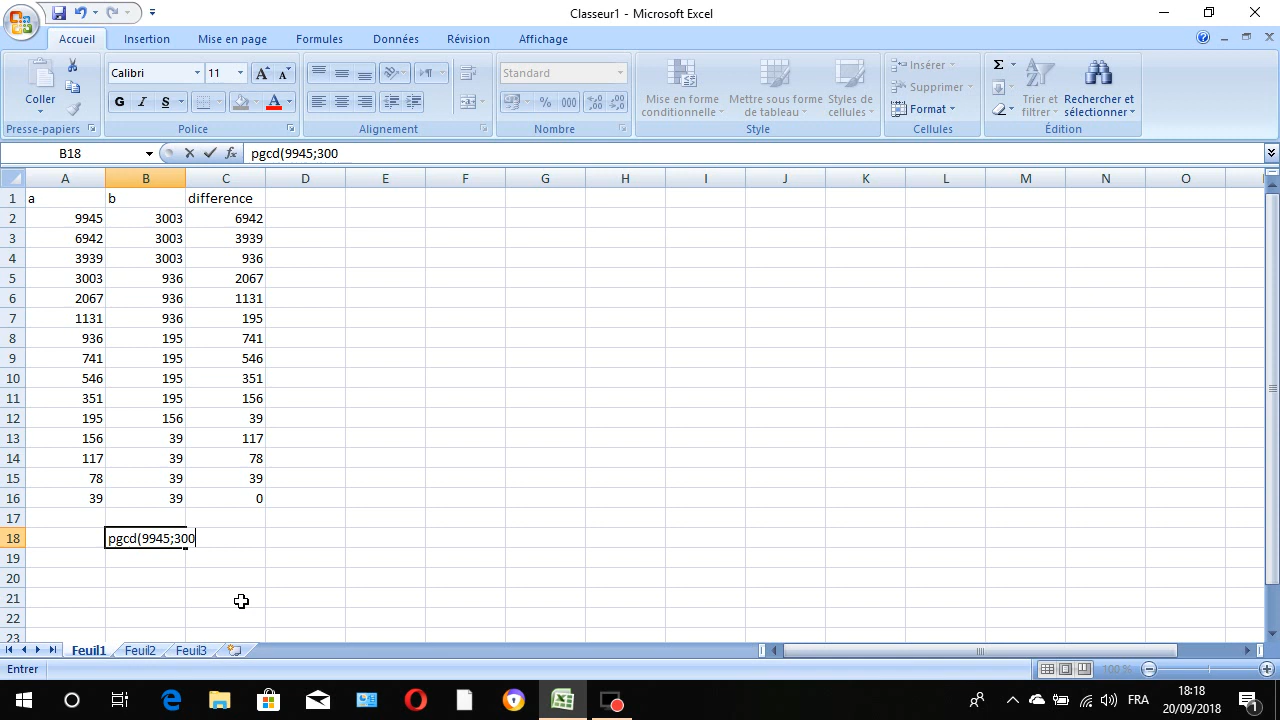 Classeur1 - Microsoft Excel
Accueil Insertion Mise en page Formules Données Révision Affichage
Coller
Calibri 11
G I S
Standard
% 000
Mise en forme conditionnelle
Mettre sous forme de tableau
Styles de cellules
Insérer
Supprimer
Format
Trier et filtrer
Rechercher et sélectionner
Presse-papiers Police Alignement Nombre Style Cellules Édition
B18 pgcd(9945;300
A B C D E F G H I J K L M N O P
1 a b difference
2 9945 3003 6942
3 6942 3003 3939
4 3939 3003 936
5 3003 936 2067
6 2067 936 1131
7 1131 936 195
8 936 195 741
9 741 195 546
10 546 195 351
11 351 195 156
12 195 156 39
13 156 39 117
14 117 39 78
15 78 39 39
16 39 39 0
17
18 pgcd(9945;300
19
20
21
22
23
Feuil1 Feuil2 Feuil3
Entrer 100 %
FRA 18:18
20/09/2018 1